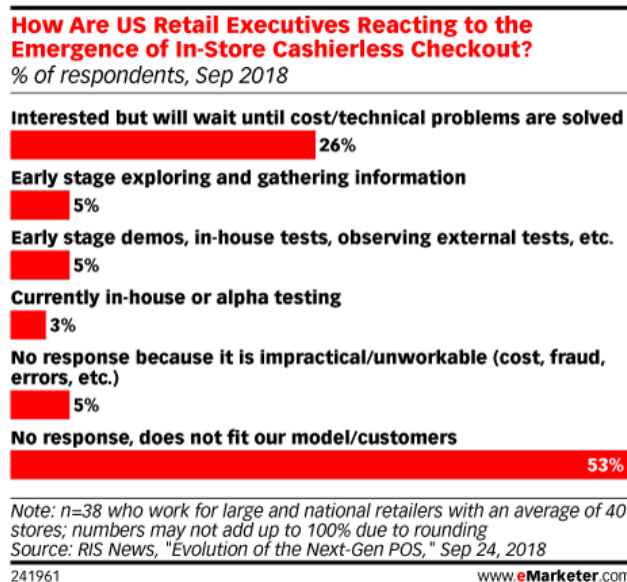 How Are US Retail Executives Reacting to the
Emergence of In-Store Cashierless Checkout?
% of respondents, Sep 2018
Interested but will wait until cost/technical problems are solved
26%
Early stage exploring and gathering information
5%
Early stage demos, in-house tests, observing external tests, etc.
5%
Currently in-house or alpha testing
3%
No response because it is impractical/unworkable (cost, fraud,
errors, etc.)
5%
No response, does not fit our model/customers
53%
Note: n=38 who work for large and national retailers with an average of 40
stores; numbers may not add up to 100% due to rounding
Source: RIS News, "Evolution of the Next-Gen POS," Sep 24, 2018
241961 www.eMarketer.com